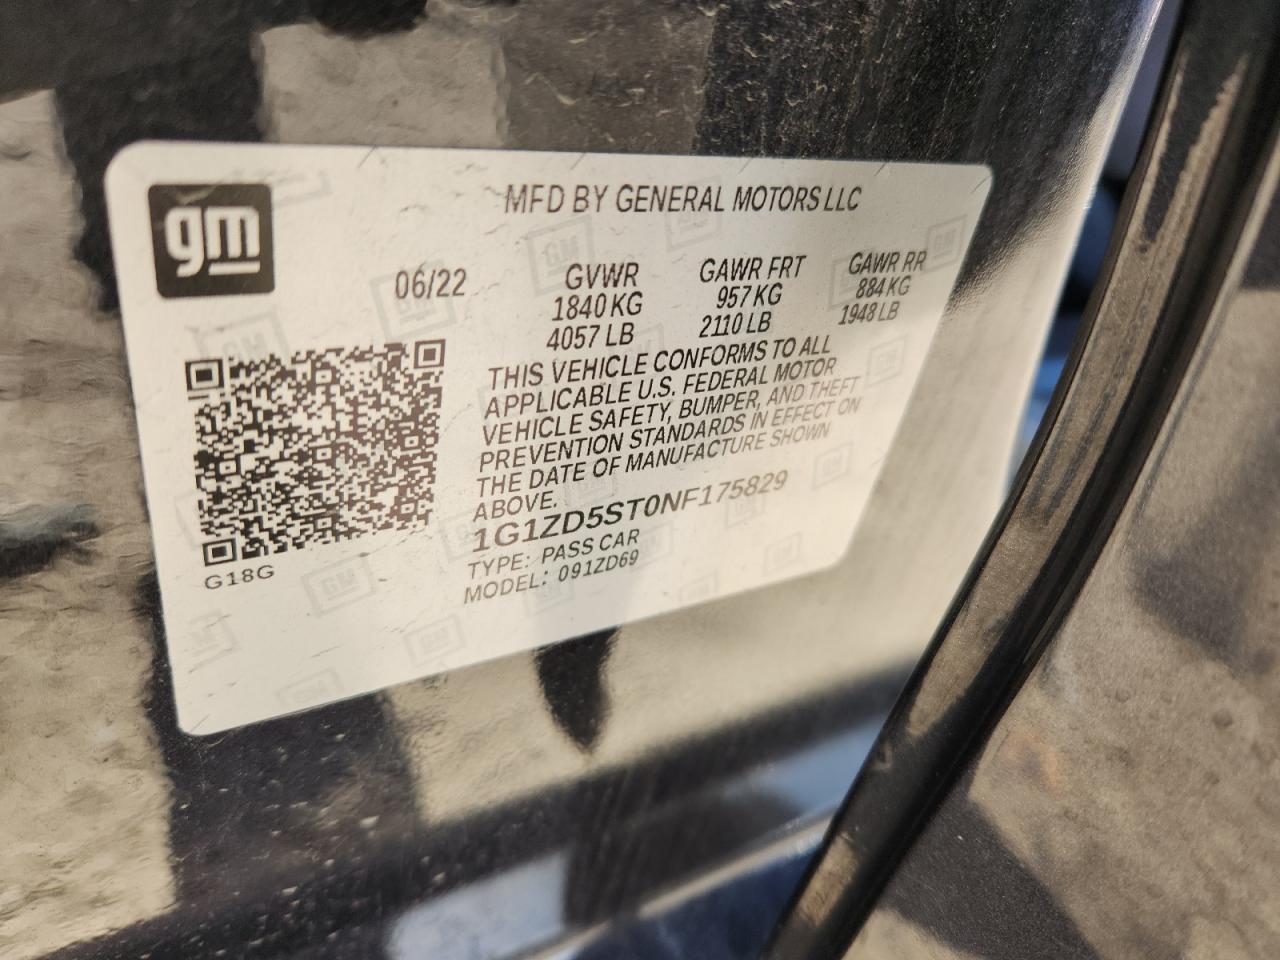 gm
MFD BY GENERAL MOTORS LLC
06/22 GVWR GAWR FRT GAWR RR
1840 KG 957 KG 884 KG
4057 LB 2110 LB 1948 LB
THIS VEHICLE CONFORMS TO ALL
APPLICABLE U.S. FEDERAL MOTOR
VEHICLE SAFETY, BUMPER, AND THEFT
PREVENTION STANDARDS IN EFFECT ON
THE DATE OF MANUFACTURE SHOWN
ABOVE.
1G1ZD5ST0NF175829
TYPE: PASS CAR
MODEL: 091ZD69
G18G